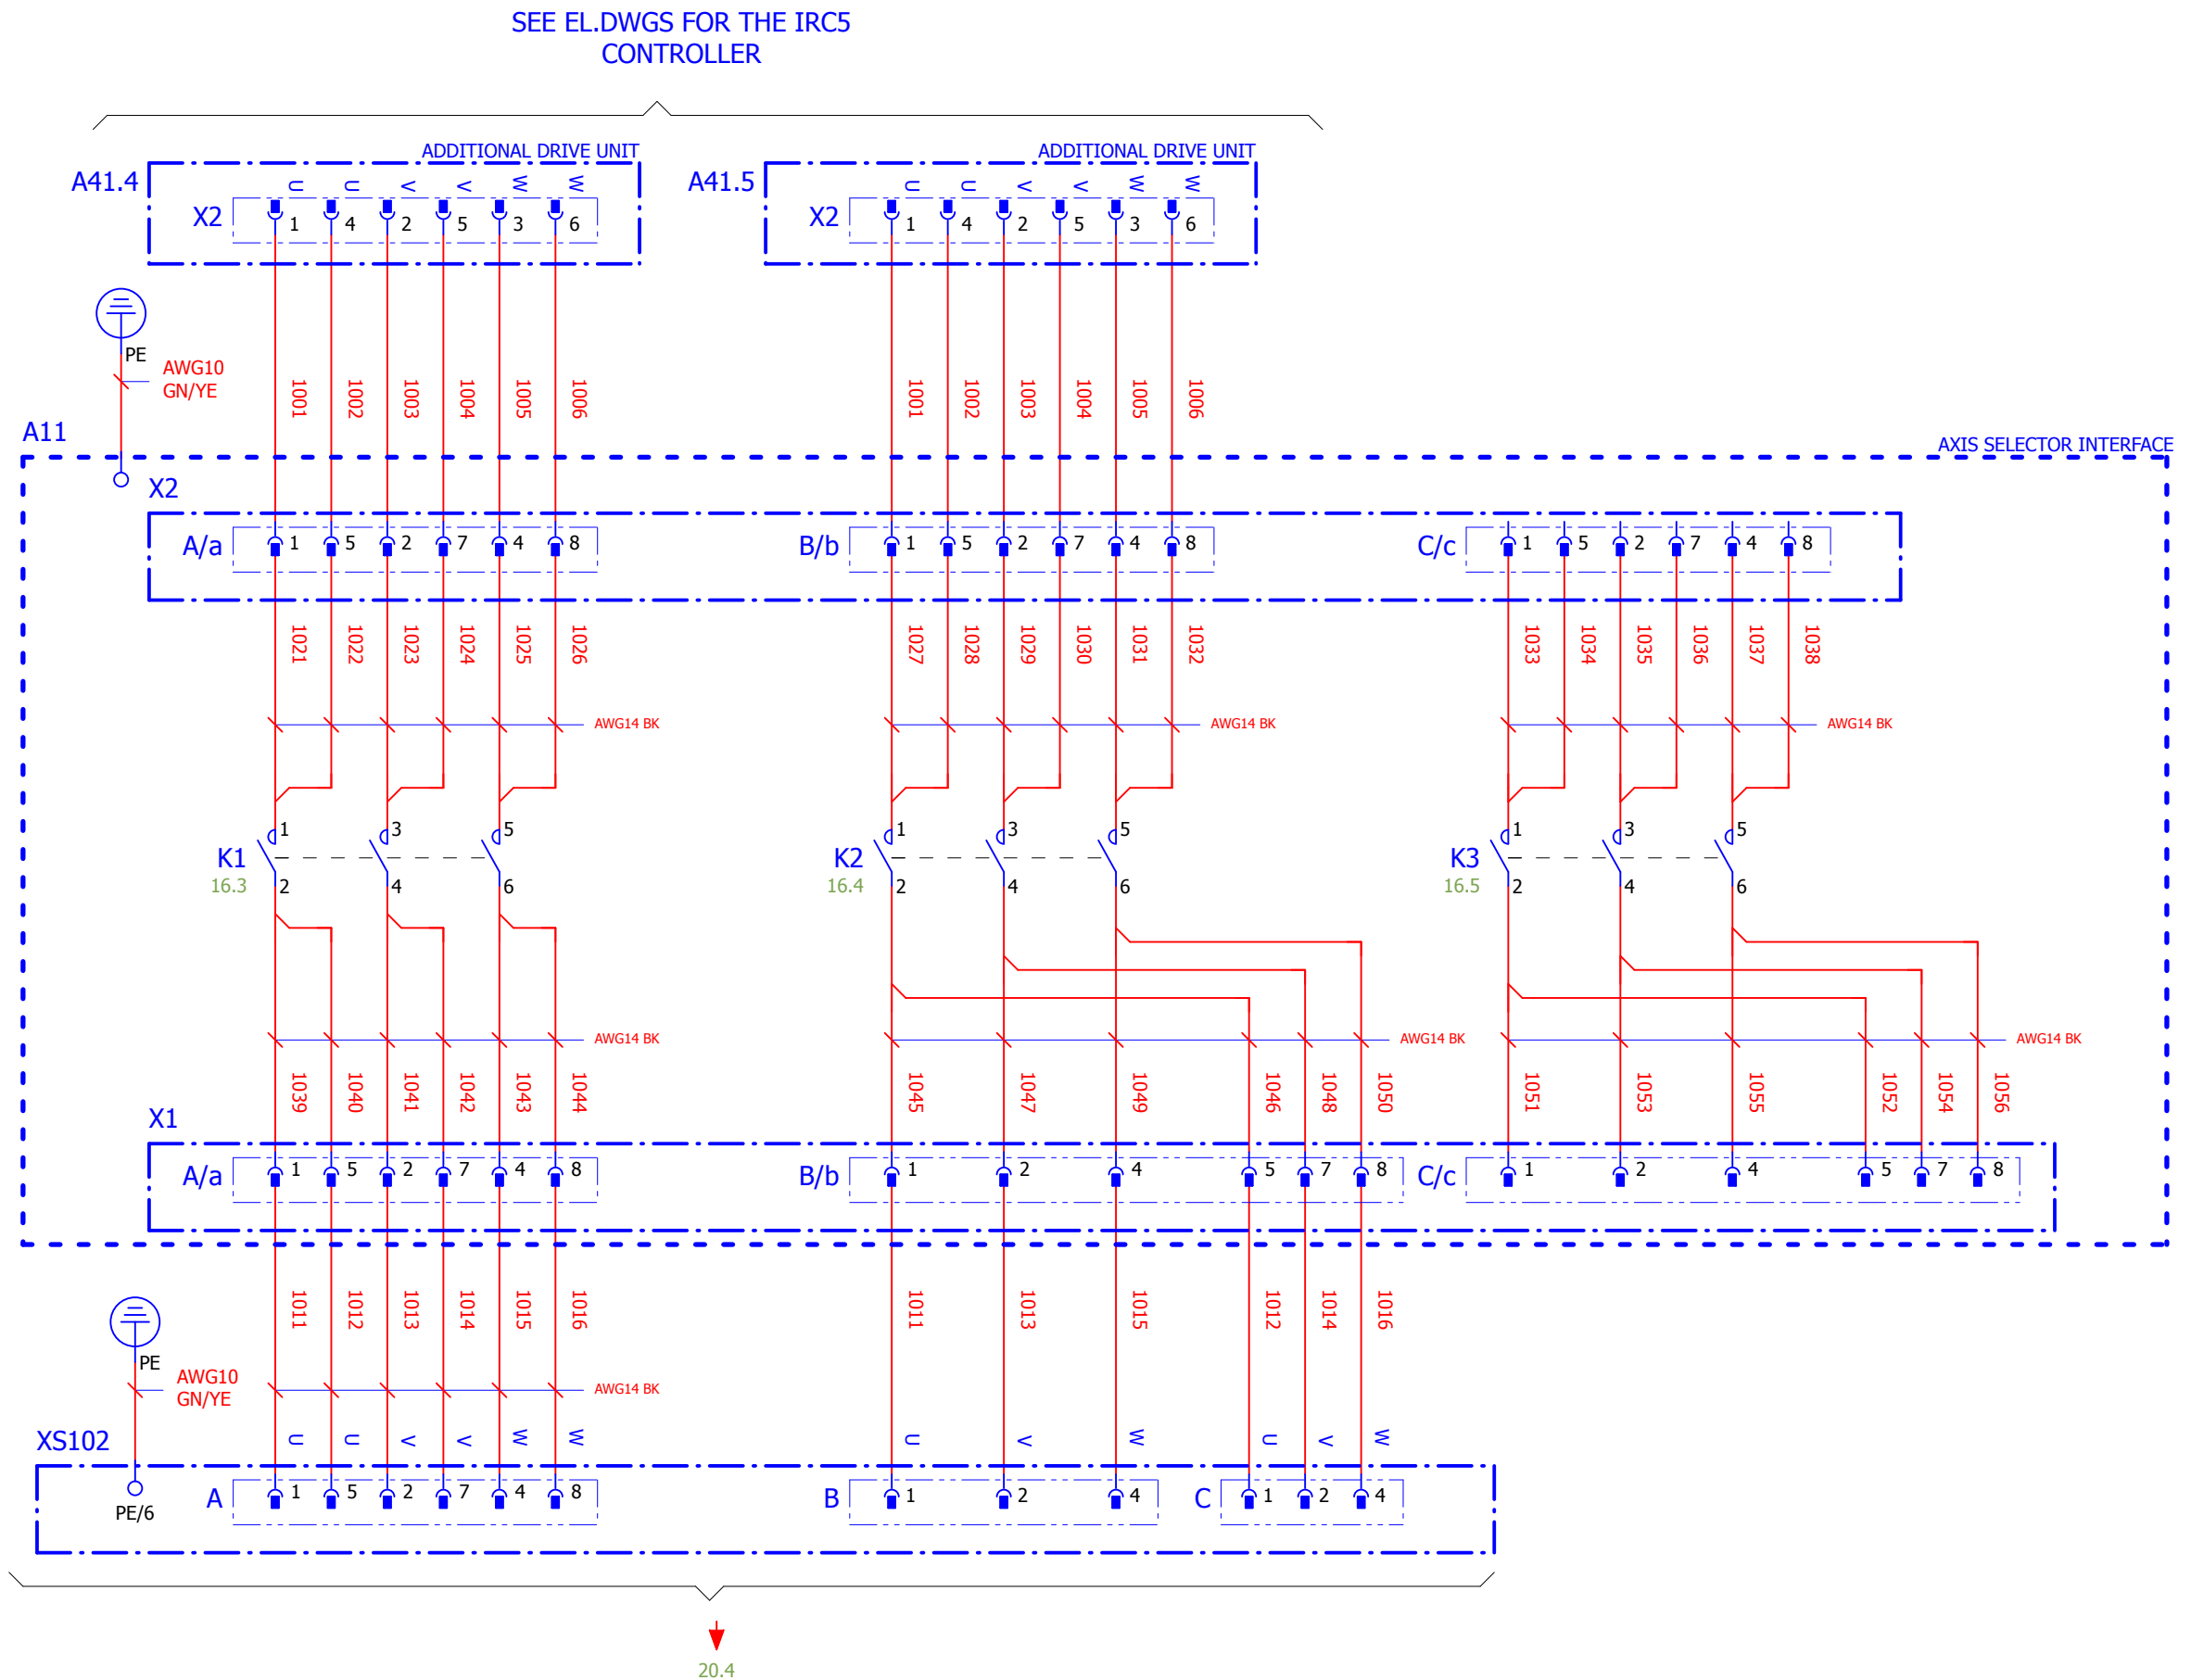 SEE EL.DWGS FOR THE IRC5
CONTROLLER
ADDITIONAL DRIVE UNIT ADDITIONAL DRIVE UNIT
A41.4 U U V V W W A41.5 U U V V W W
X2 1 4 2 5 3 6 X2 1 4 2 5 3 6
PE
AWG10
GN/YE
1001 1002 1003 1004 1005 1006 1001 1002 1003 1004 1005 1006
A11
AXIS SELECTOR INTERFACE
X2
A/a 1 5 2 7 4 8 B/b 1 5 2 7 4 8 C/c 1 5 2 7 4 8
1021 1022 1023 1024 1025 1026 1027 1028 1029 1030 1031 1032 1033 1034 1035 1036 1037 1038
AWG14 BK AWG14 BK AWG14 BK
1 3 5 1 3 5 1 3 5
K1 K2 K3
16.3 2 4 6 16.4 2 4 6 16.5 2 4 6
AWG14 BK AWG14 BK AWG14 BK
1039 1040 1041 1042 1043 1044 1045 1047 1049 1046 1048 1050 1051 1053 1055 1052 1054 1056
X1
A/a 1 5 2 7 4 8 B/b 1 2 4 5 7 8 C/c 1 2 4 5 7 8
1011 1012 1013 1014 1015 1016 1011 1013 1015 1012 1014 1016
PE
AWG10
GN/YE
AWG14 BK
XS102 U U V V W W U V W U V W
A 1 5 2 7 4 8 B 1 2 4 C 1 2 4
PE/6
20.4